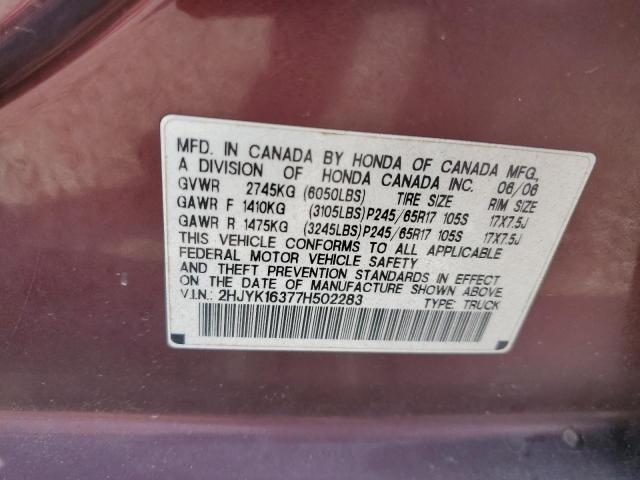 MFD. IN CANADA BY HONDA OF CANADA MFG.,
A DIVISION OF HONDA CANADA INC. 06/06
GVWR 2745KG (6050LBS) TIRE SIZE RIM SIZE
GAWR F 1410KG (3105LBS)P245/65R17 105S 17X7.5J
GAWR R 1475KG (3245LBS)P245/65R17 105S 17X7.5J
THIS VEHICLE CONFORMS TO ALL APPLICABLE
FEDERAL MOTOR VEHICLE SAFETY
AND THEFT PREVENTION STANDARDS IN EFFECT
ON THE DATE OF MANUFACTURE SHOWN ABOVE.
V.I.N.: 2HJYK16377H502283 TYPE: TRUCK